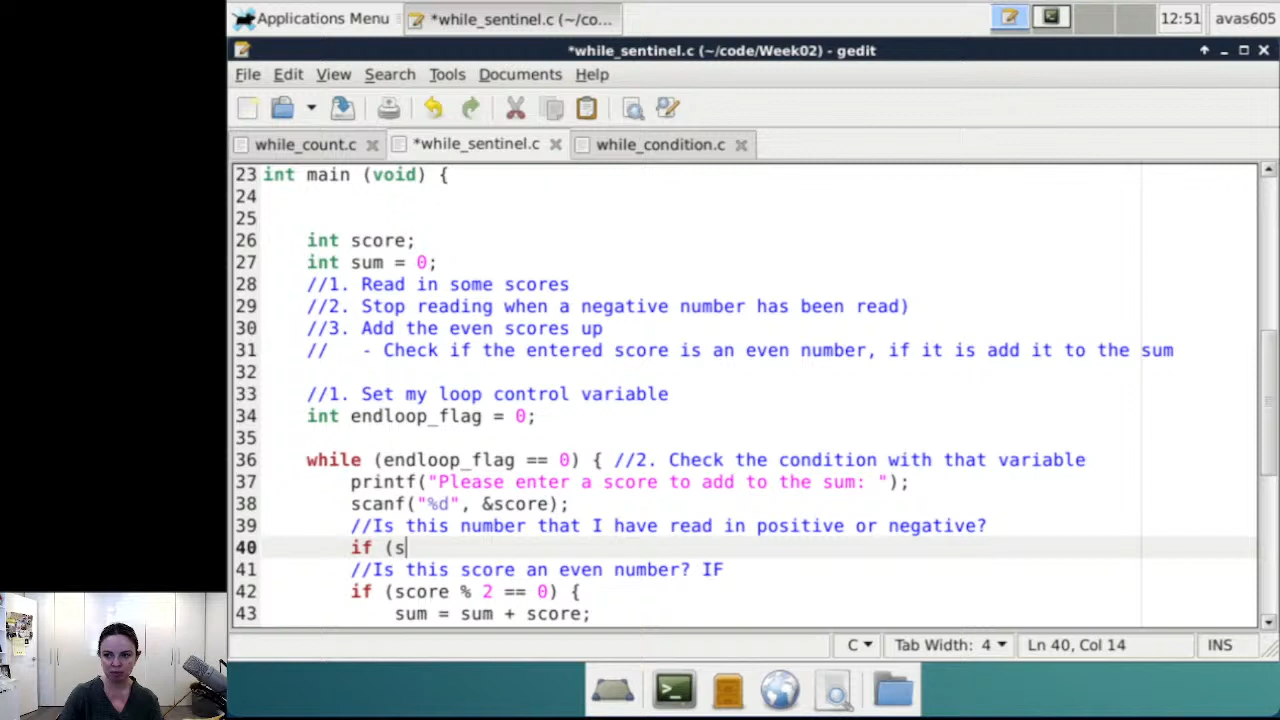 Applications Menu
*while_sentinel.c (~/co...
12:51
avas605
*while_sentinel.c (~/code/Week02) - gedit
File Edit View Search Tools Documents Help
while_count.c
*while_sentinel.c
while_condition.c
23 int main (void) {
24
25
26 int score;
27 int sum = 0;
28 //1. Read in some scores
29 //2. Stop reading when a negative number has been read)
30 //3. Add the even scores up
31 // - Check if the entered score is an even number, if it is add it to the sum
32
33 //1. Set my loop control variable
34 int endloop_flag = 0;
35
36 while (endloop_flag == 0) { //2. Check the condition with that variable
37 printf("Please enter a score to add to the sum: ");
38 scanf("%d", &score);
39 //Is this number that I have read in positive or negative?
40 if (s
41 //Is this score an even number? IF
42 if (score % 2 == 0) {
43 sum = sum + score;
C Tab Width: 4 Ln 40, Col 14 INS